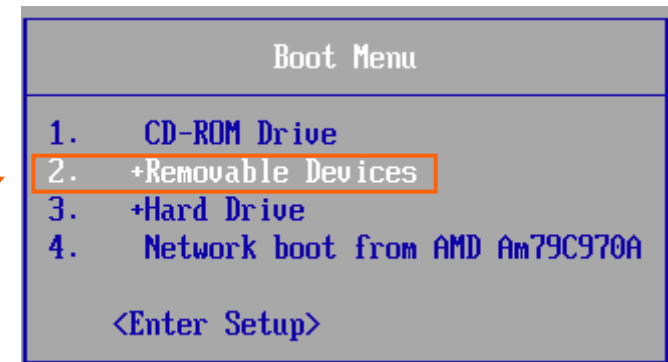 Boot Menu
1. CD-ROM Drive
2. +Removable Devices
3. +Hard Drive
4. Network boot from AMD Am79C970A
<Enter Setup>